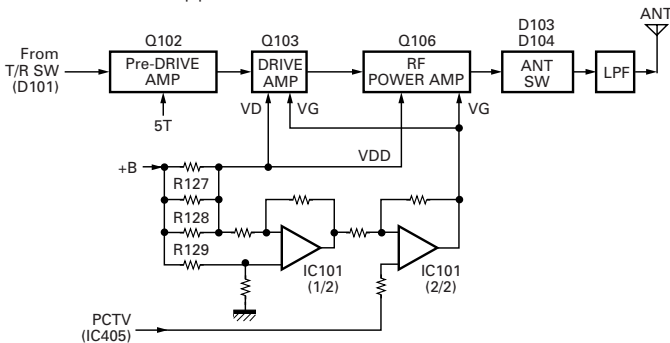 ANT
Q102
Q103
Q106
D103
D104
From
T/R SW
(D101)
Pre-DRIVE
AMP
DRIVE
AMP
RF
POWER AMP
ANT
SW
LPF
5T
VD
VG
VG
VDD
+B
R127
R128
R129
IC101
(1/2)
IC101
(2/2)
PCTV
(IC405)